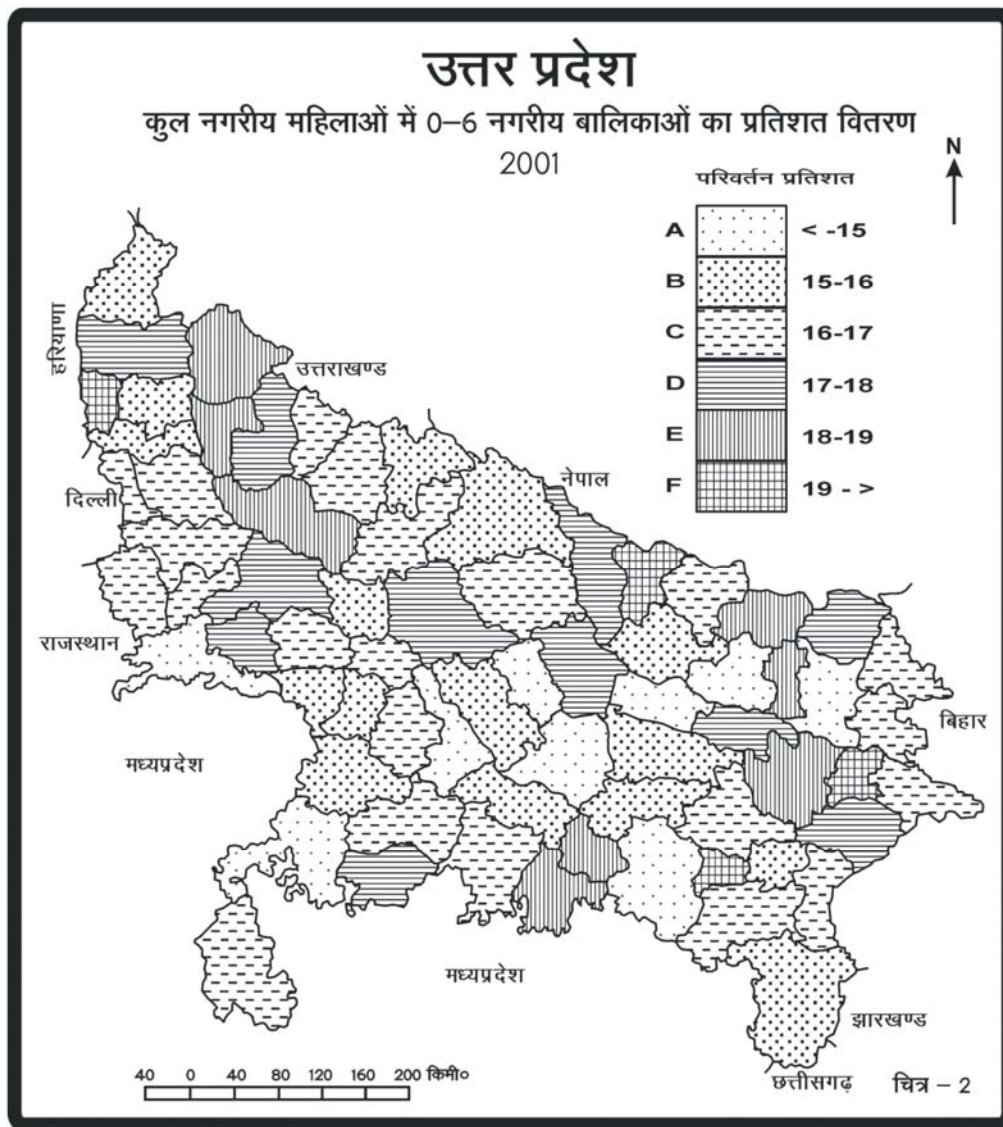 उत्तर प्रदेश
कुल नगरीय महिलाओं में 0–6 नगरीय बालिकाओं का प्रतिशत वितरण
2001
N
परिवर्तन प्रतिशत
A < -15
B 15-16
C 16-17
D 17-18
E 18-19
F 19 - >
हरियाणा
उत्तराखण्ड
दिल्ली
नेपाल
राजस्थान
बिहार
मध्यप्रदेश
मध्यप्रदेश
झारखण्ड
छत्तीसगढ़
40 0 40 80 120 160 200 किमी०
चित्र – 2